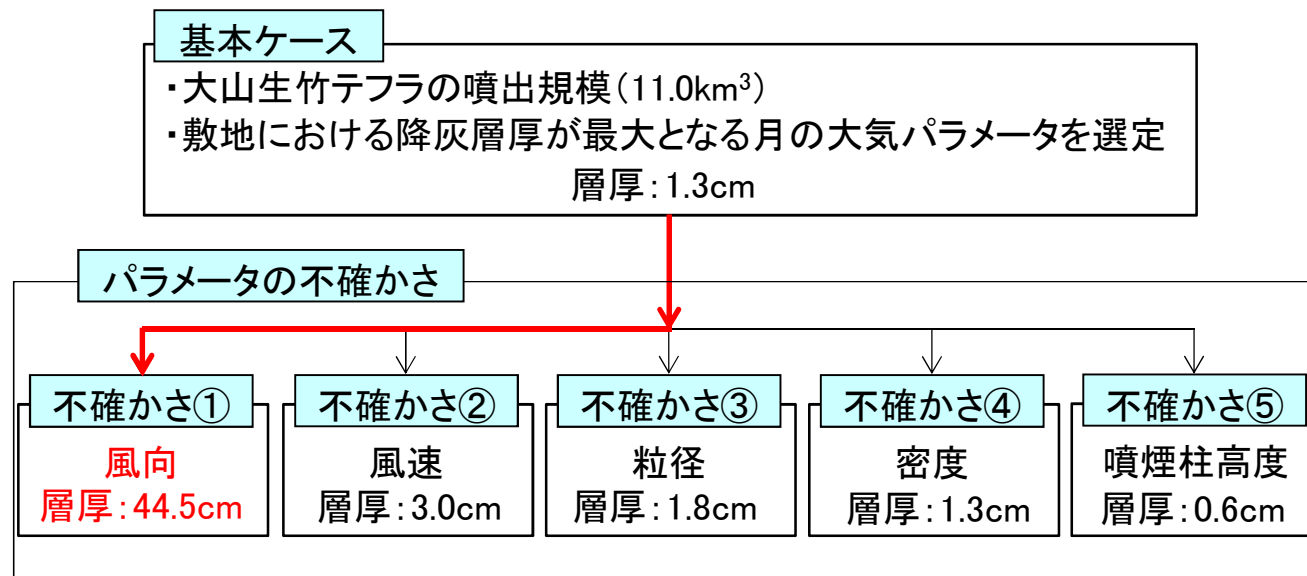 基本ケース
・大山生竹テフラの噴出規模(11.0km³)
・敷地における降灰層厚が最大となる月の大気パラメータを選定
層厚:1.3cm
パラメータの不確かさ
不確かさ①
風向
層厚:44.5cm
不確かさ②
風速
層厚:3.0cm
不確かさ③
粒径
層厚:1.8cm
不確かさ④
密度
層厚:1.3cm
不確かさ⑤
噴煙柱高度
層厚:0.6cm